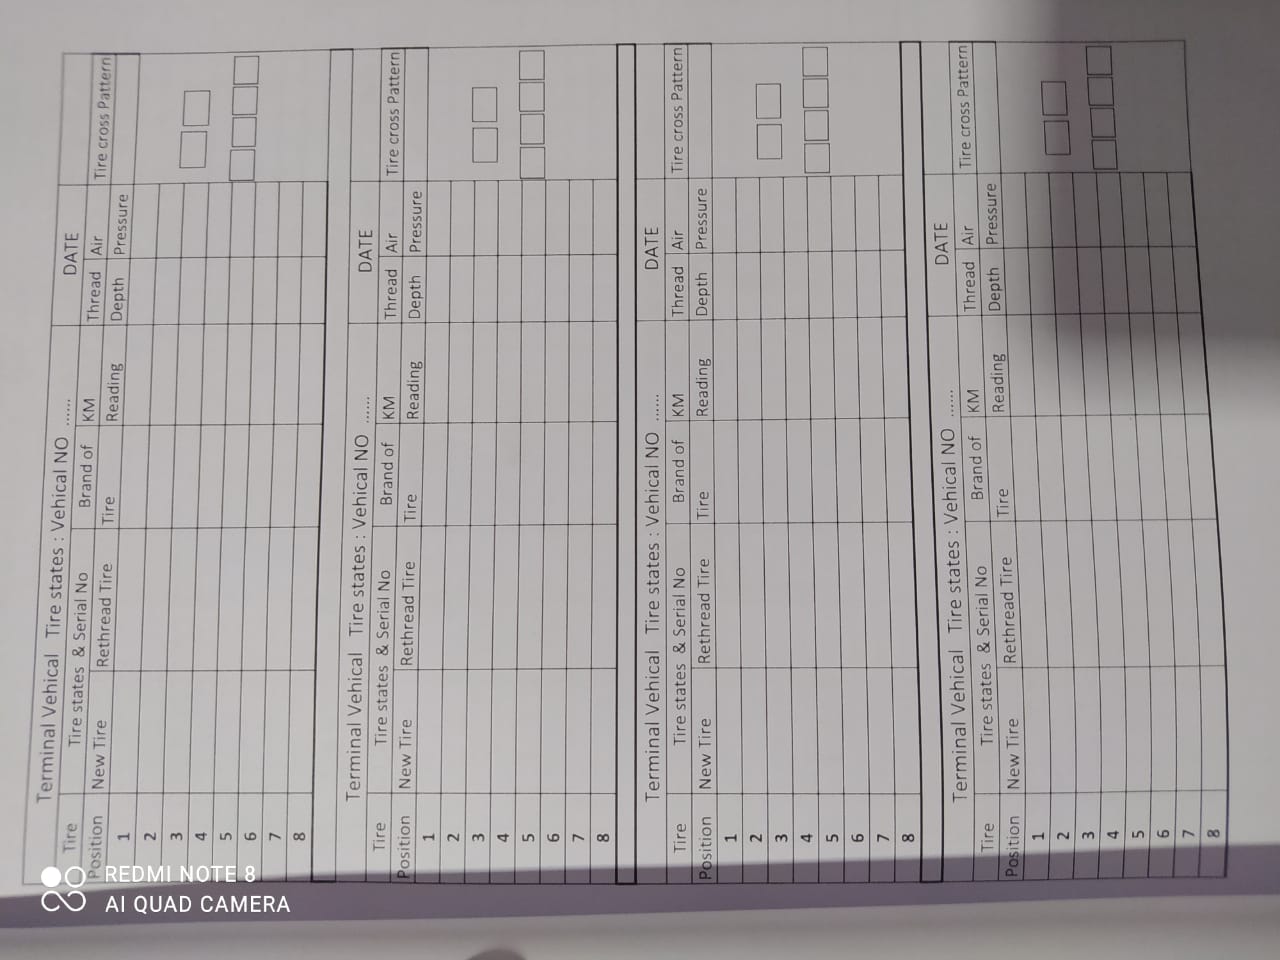 Terminal Vehical Tire states : Vehical NO ......
DATE
Tire Position
Tire states & Serial No
Brand of Tire
KM Reading
Thread Depth
Air Pressure
Tire cross Pattern
New Tire
Rethread Tire
1
2
3
4
5
6
7
8
Terminal Vehical Tire states : Vehical NO ......
DATE
Tire Position
Tire states & Serial No
Brand of Tire
KM Reading
Thread Depth
Air Pressure
Tire cross Pattern
New Tire
Rethread Tire
1
2
3
4
5
6
7
8
Terminal Vehical Tire states : Vehical NO ......
DATE
Tire Position
Tire states & Serial No
Brand of Tire
KM Reading
Thread Depth
Air Pressure
Tire cross Pattern
New Tire
Rethread Tire
1
2
3
4
5
6
7
8
Terminal Vehical Tire states : Vehical NO ......
DATE
Tire Position
Tire states & Serial No
Brand of Tire
KM Reading
Thread Depth
Air Pressure
Tire cross Pattern
New Tire
Rethread Tire
1
2
3
4
5
6
7
8
REDMI NOTE 8
AI QUAD CAMERA